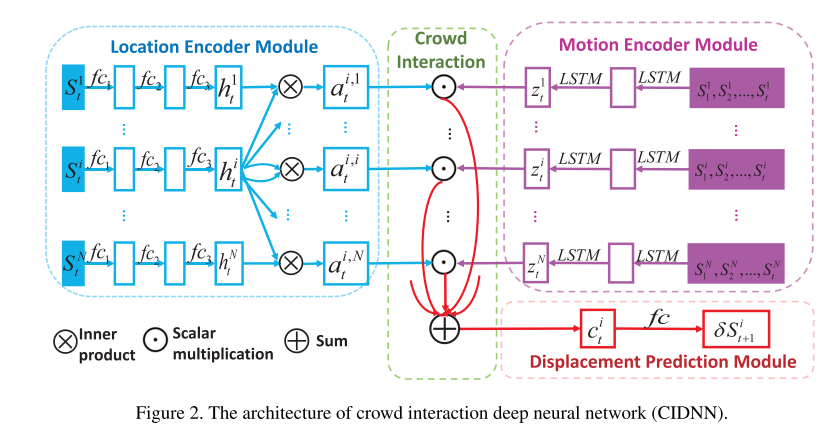 Location Encoder Module
Crowd
Interaction
Motion Encoder Module
S_t^1 fc_1 fc_2 fc_3 h_t^1 a_t^{i,1} z_t^1 LSTM LSTM S_1^1, S_2^1, ..., S_t^1
... ... ... ... ... ...
S_t^i fc_1 fc_2 fc_3 h_t^i a_t^{i,i} z_t^i LSTM LSTM S_1^i, S_2^i, ..., S_t^i
... ... ... ... ... ... ...
S_t^N fc_1 fc_2 fc_3 h_t^N a_t^{i,N} z_t^N LSTM LSTM S_1^N, S_2^N, ..., S_t^N
Inner
product
Scalar
multiplication
Sum
c_t^i fc δS_{t+1}^i
Displacement Prediction Module
Figure 2. The architecture of crowd interaction deep neural network (CIDNN).